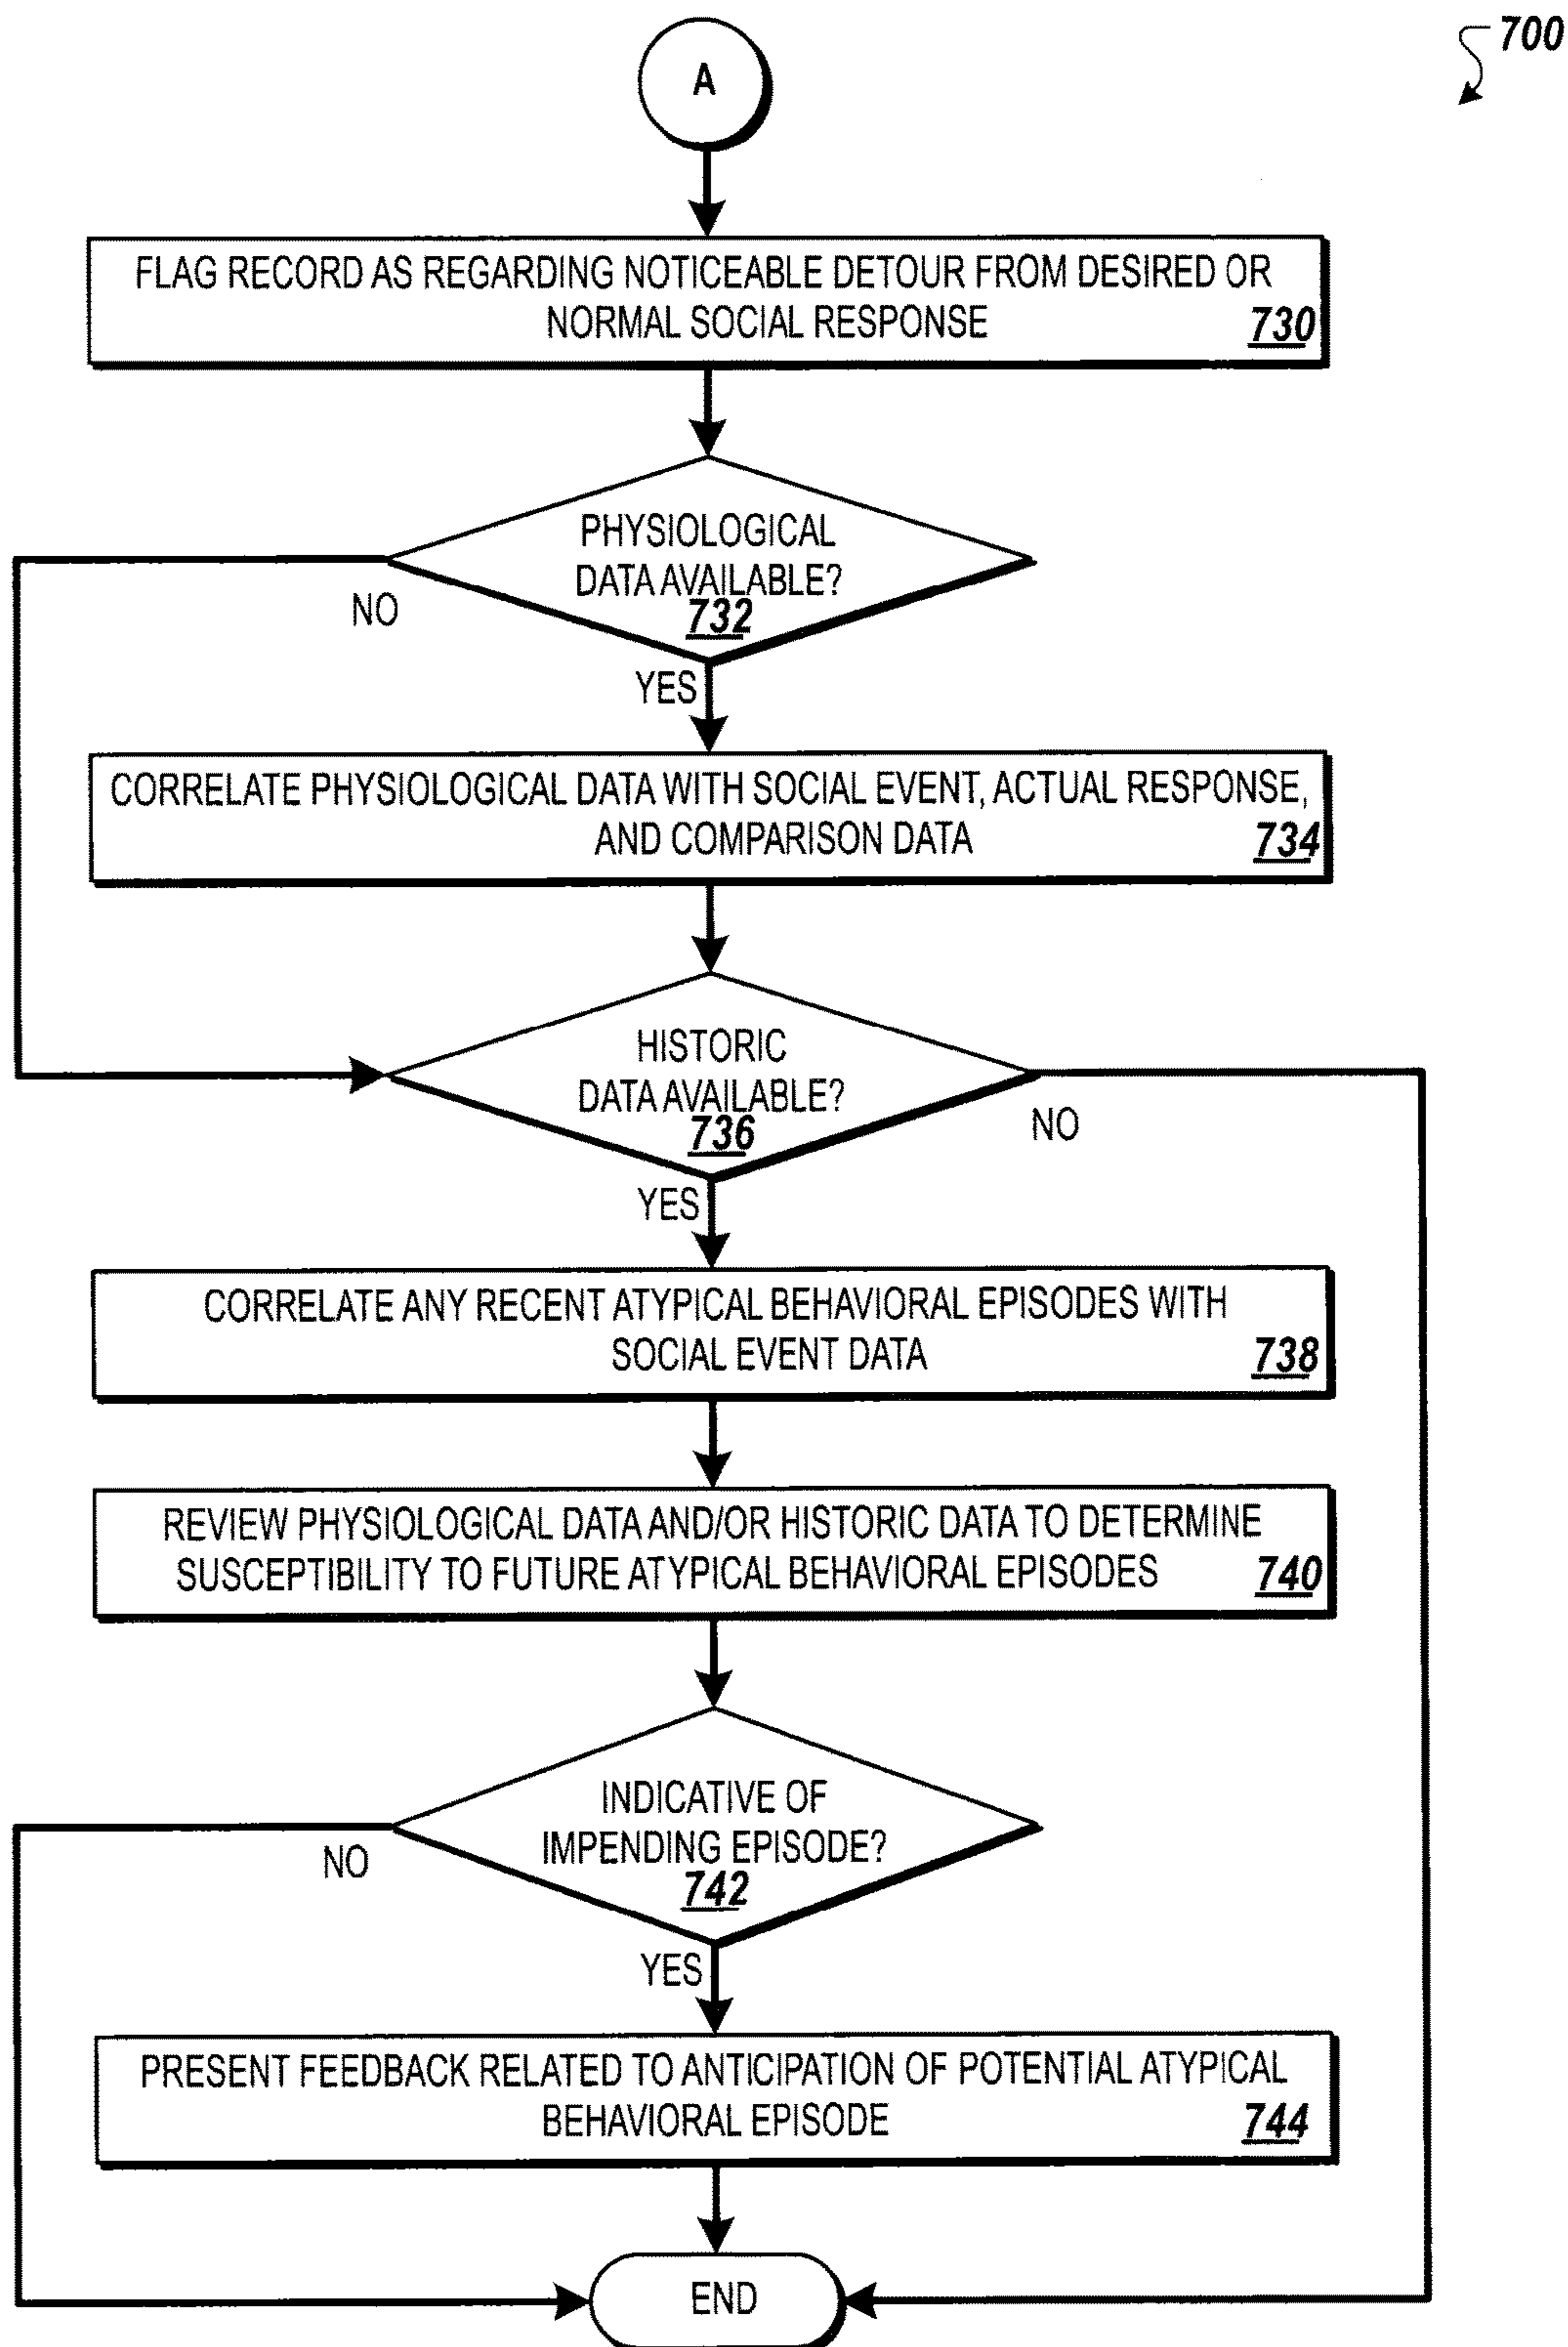 700
A
FLAG RECORD AS REGARDING NOTICEABLE DETOUR FROM DESIRED OR
NORMAL SOCIAL RESPONSE
730
PHYSIOLOGICAL
DATA AVAILABLE?
732
NO
YES
CORRELATE PHYSIOLOGICAL DATA WITH SOCIAL EVENT, ACTUAL RESPONSE,
AND COMPARISON DATA
734
HISTORIC
DATA AVAILABLE?
736
NO
YES
CORRELATE ANY RECENT ATYPICAL BEHAVIORAL EPISODES WITH
SOCIAL EVENT DATA
738
REVIEW PHYSIOLOGICAL DATA AND/OR HISTORIC DATA TO DETERMINE
SUSCEPTIBILITY TO FUTURE ATYPICAL BEHAVIORAL EPISODES
740
INDICATIVE OF
IMPENDING EPISODE?
742
NO
YES
PRESENT FEEDBACK RELATED TO ANTICIPATION OF POTENTIAL ATYPICAL
BEHAVIORAL EPISODE
744
END